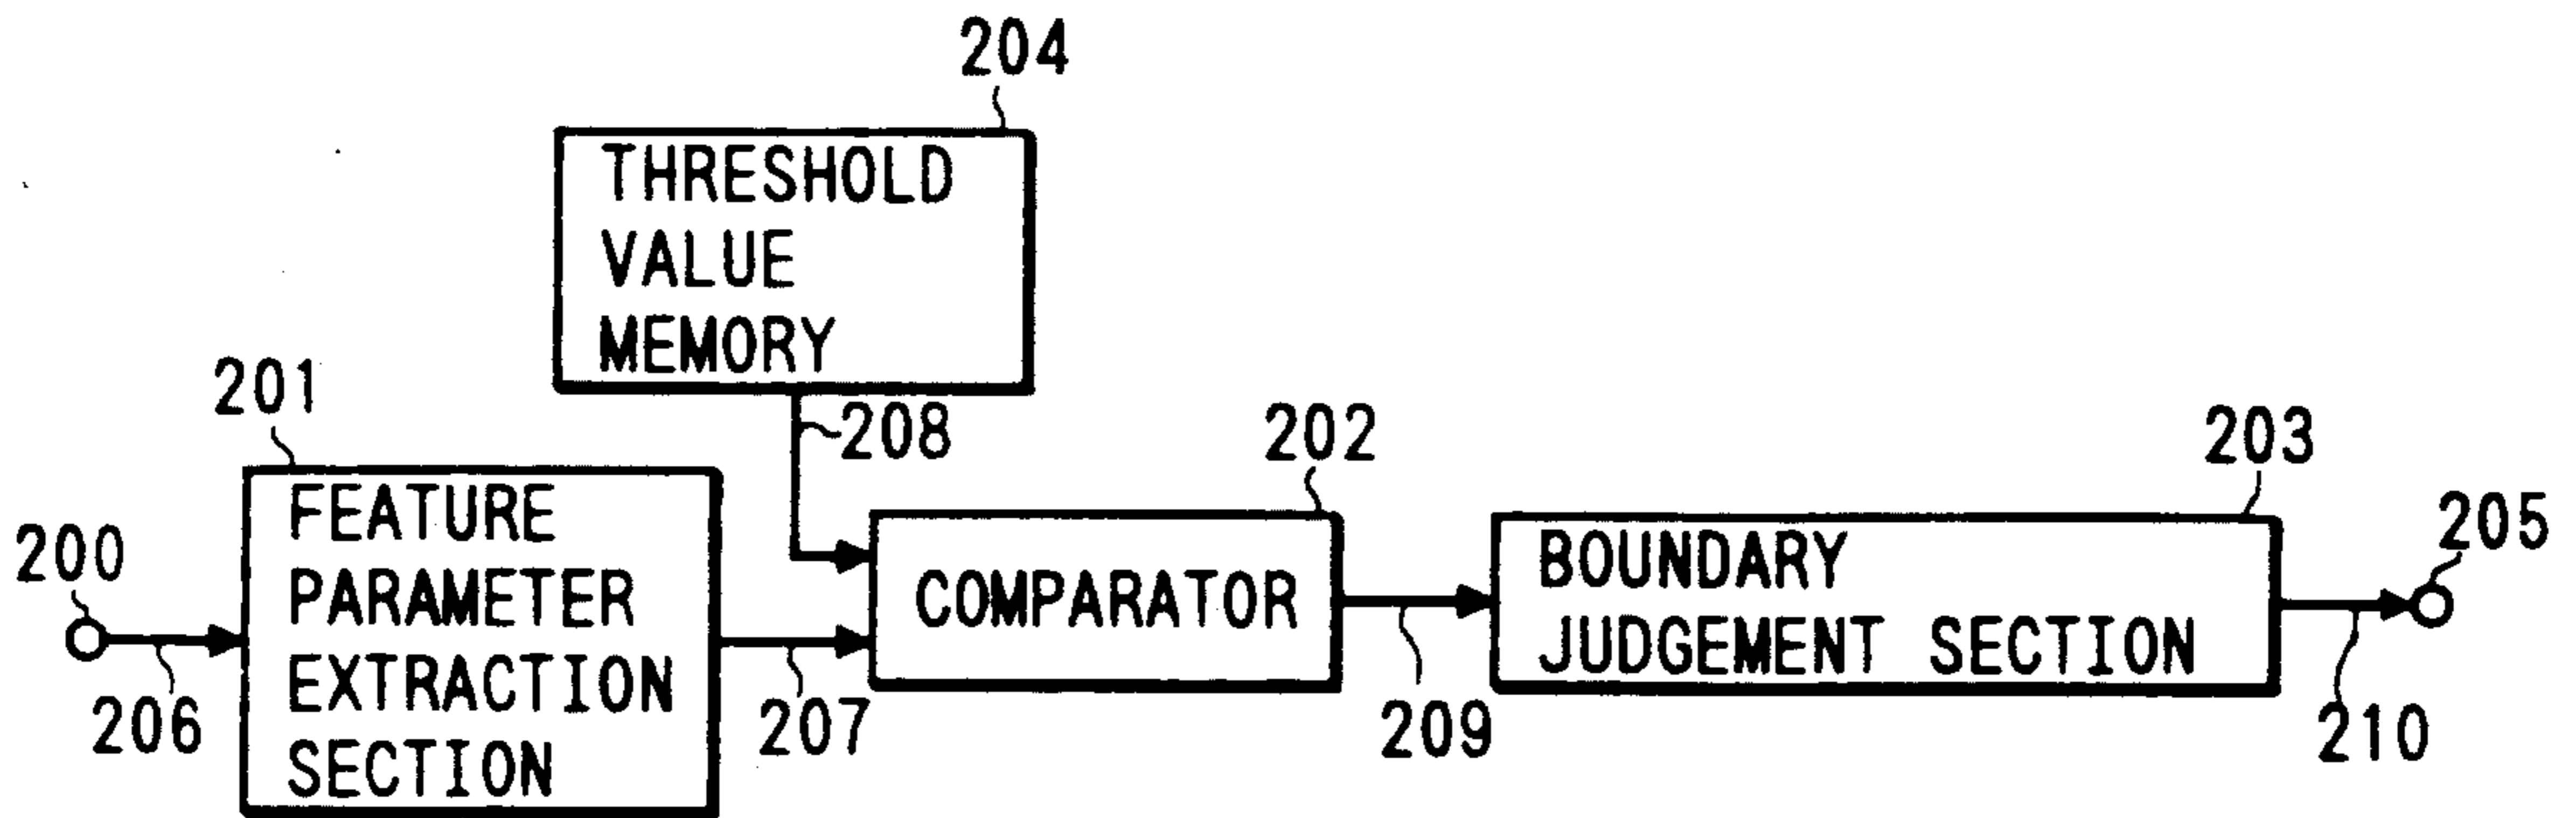 204
THRESHOLD
VALUE
MEMORY
201
208
202
203
200
FEATURE
PARAMETER
EXTRACTION
SECTION
COMPARATOR
BOUNDARY
JUDGEMENT SECTION
205
206
207
209
210